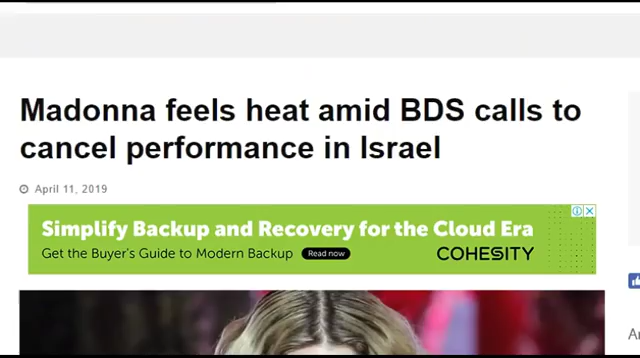 Madonna feels heat amid BDS calls to
cancel performance in Israel
April 11, 2019
Simplify Backup and Recovery for the Cloud Era
Get the Buyer's Guide to Modern Backup Read now COHESITY